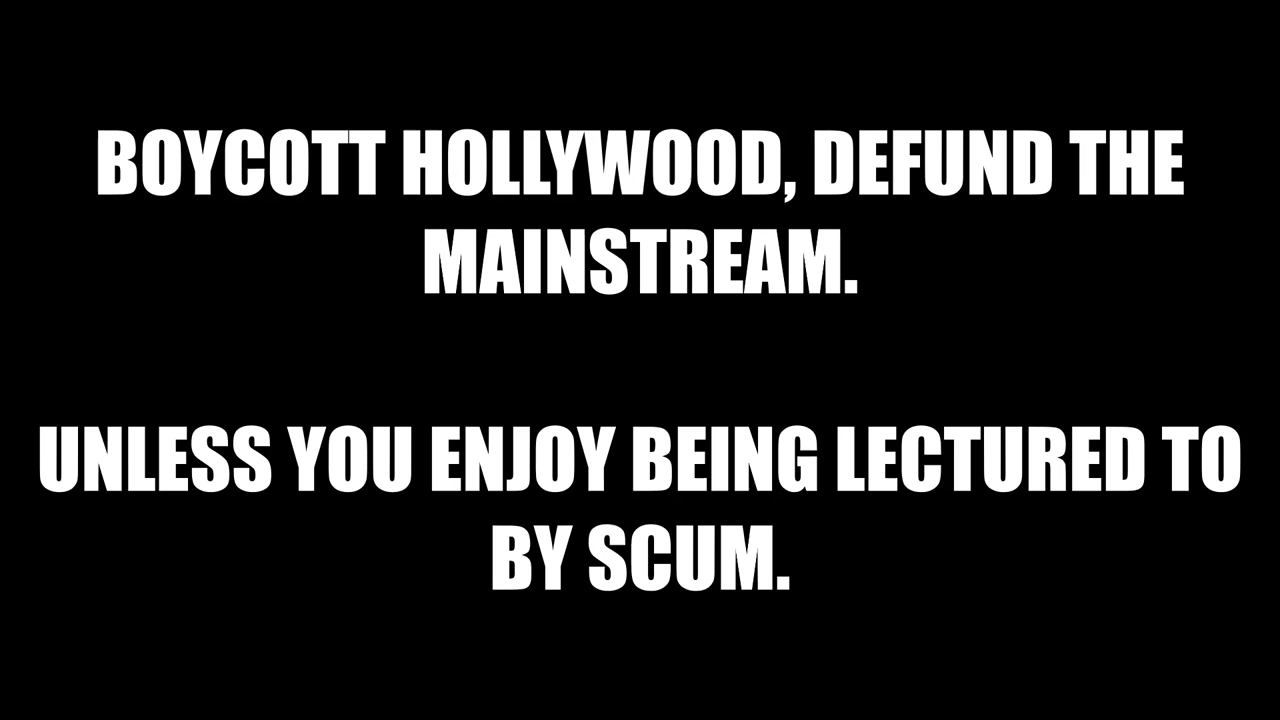 BOYCOTT HOLLYWOOD, DEFUND THE
MAINSTREAM.
UNLESS YOU ENJOY BEING LECTURED TO
BY SCUM.